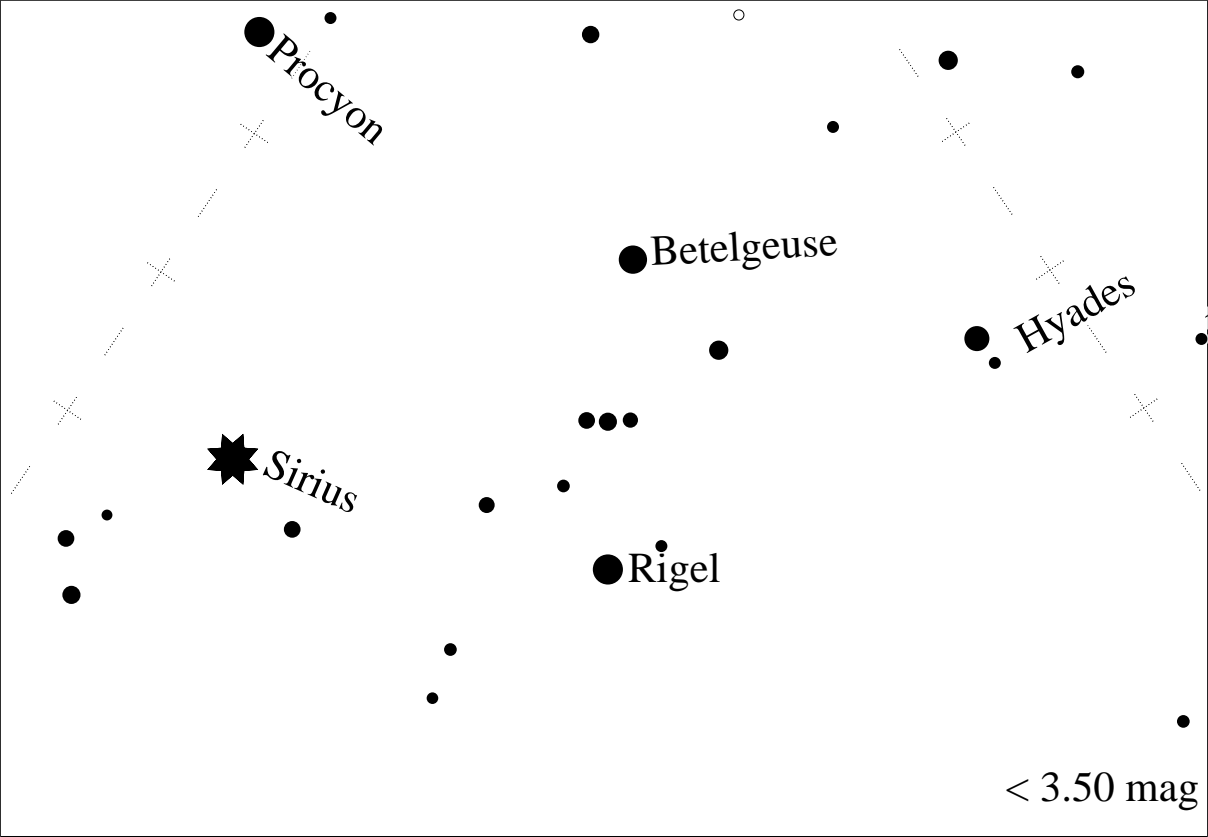 Procyon
Betelgeuse
Hyades
Sirius
Rigel
< 3.50 mag